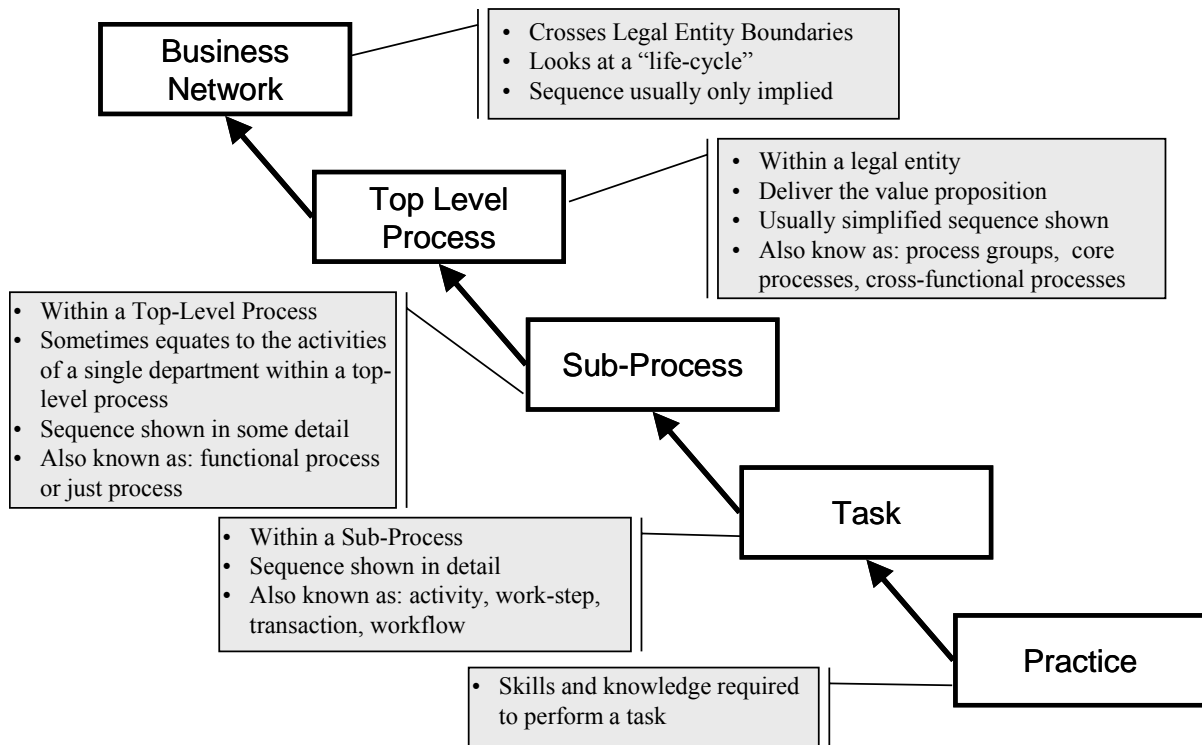 Business
Network
• Crosses Legal Entity Boundaries
• Looks at a “life-cycle”
• Sequence usually only implied
Top Level
Process
• Within a legal entity
• Deliver the value proposition
• Usually simplified sequence shown
• Also know as: process groups, core
processes, cross-functional processes
• Within a Top-Level Process
• Sometimes equates to the activities
of a single department within a top-
level process
• Sequence shown in some detail
• Also known as: functional process
or just process
Sub-Process
Task
• Within a Sub-Process
• Sequence shown in detail
• Also known as: activity, work-step,
transaction, workflow
Practice
• Skills and knowledge required
to perform a task